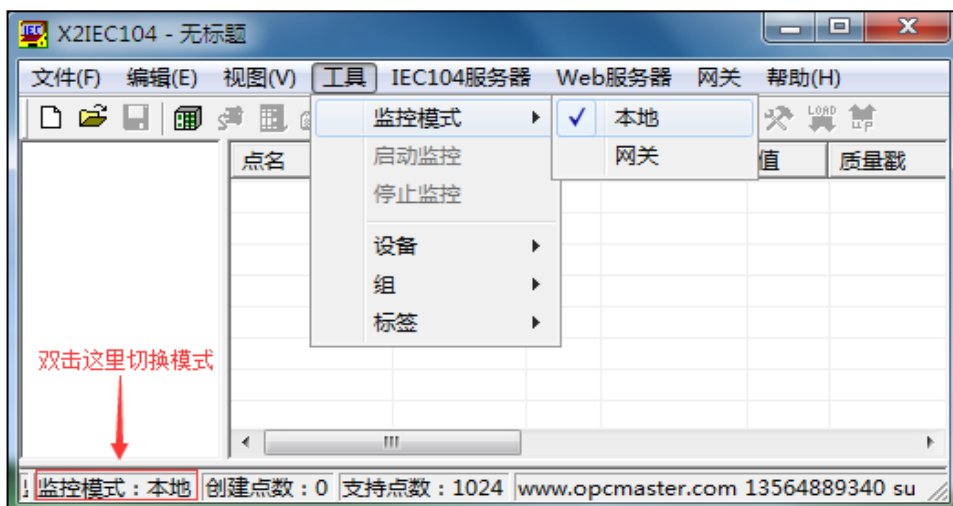 X2IEC104 - 无标题
文件(F) 编辑(E) 视图(V) 工具 IEC104服务器 Web服务器 网关 帮助(H)
LOAD UP
监控模式 本地
启动监控 网关
停止监控
设备
组
标签
点名 值 质量戳
双击这里切换模式
监控模式：本地 创建点数：0 支持点数：1024 www.opcmaster.com 13564889340 su